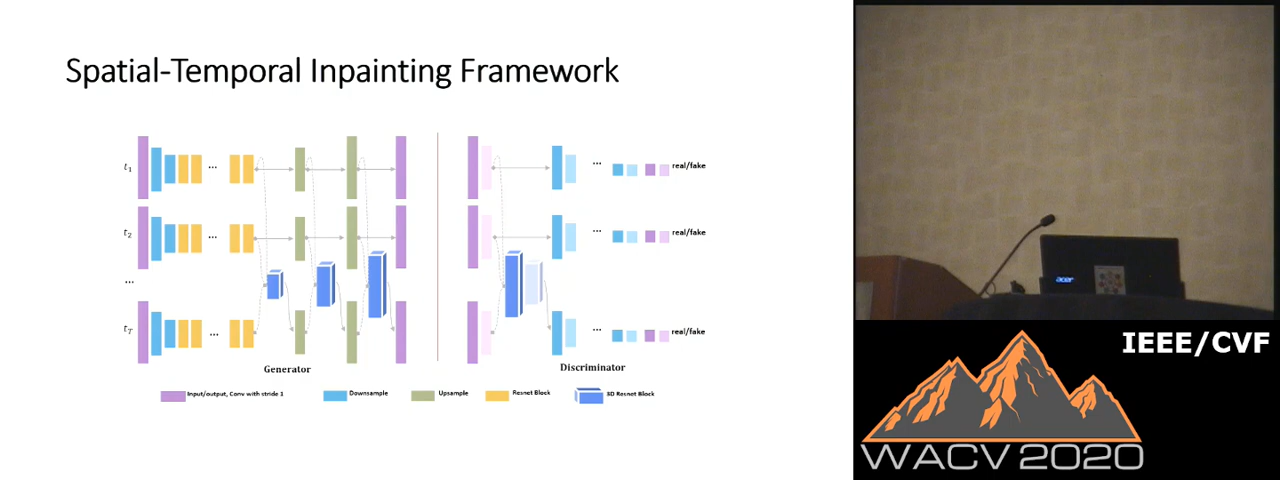 Spatial-Temporal Inpainting Framework
t1
t2
...
tT
...
...
...
...
...
...
real/fake
real/fake
real/fake
Generator
Discriminator
Input/output, Conv with stride 1
Downsample
Upsample
Resnet Block
3D Resnet Block
acer
IEEE/CVF
WACV 2020